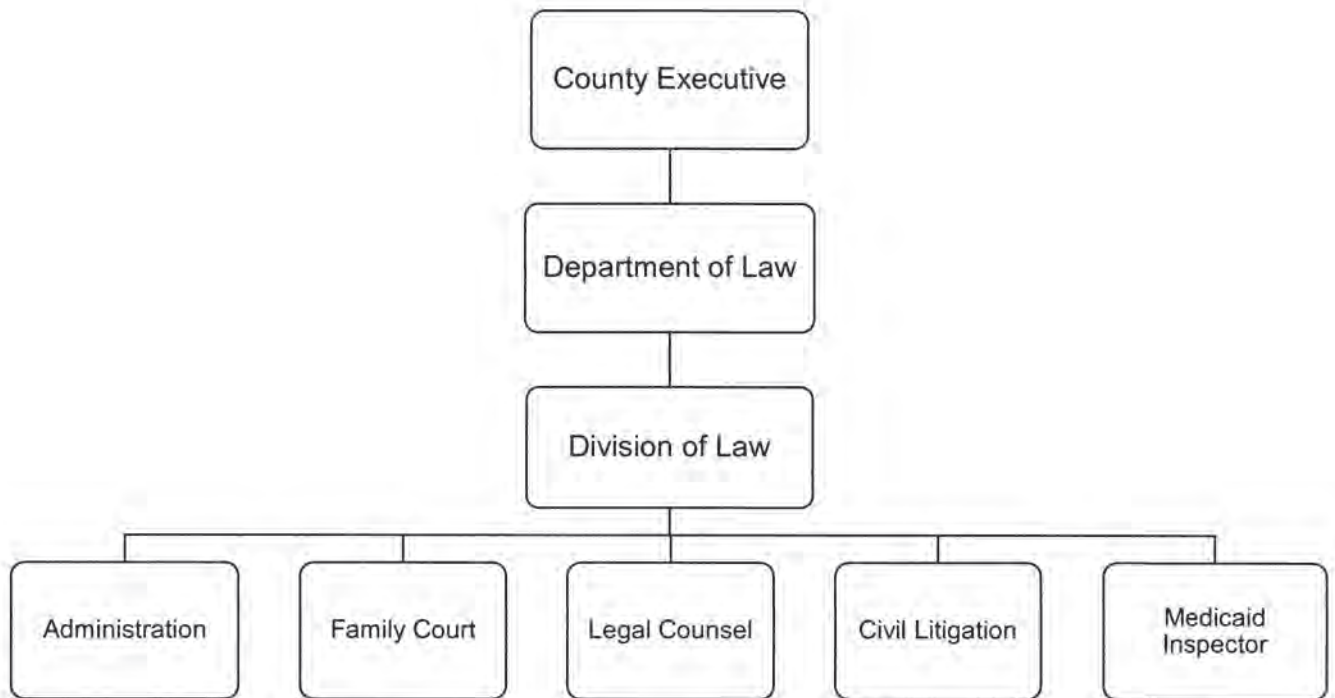 County Executive
Department of Law
Division of Law
Administration
Family Court
Legal Counsel
Civil Litigation
Medicaid
Inspector